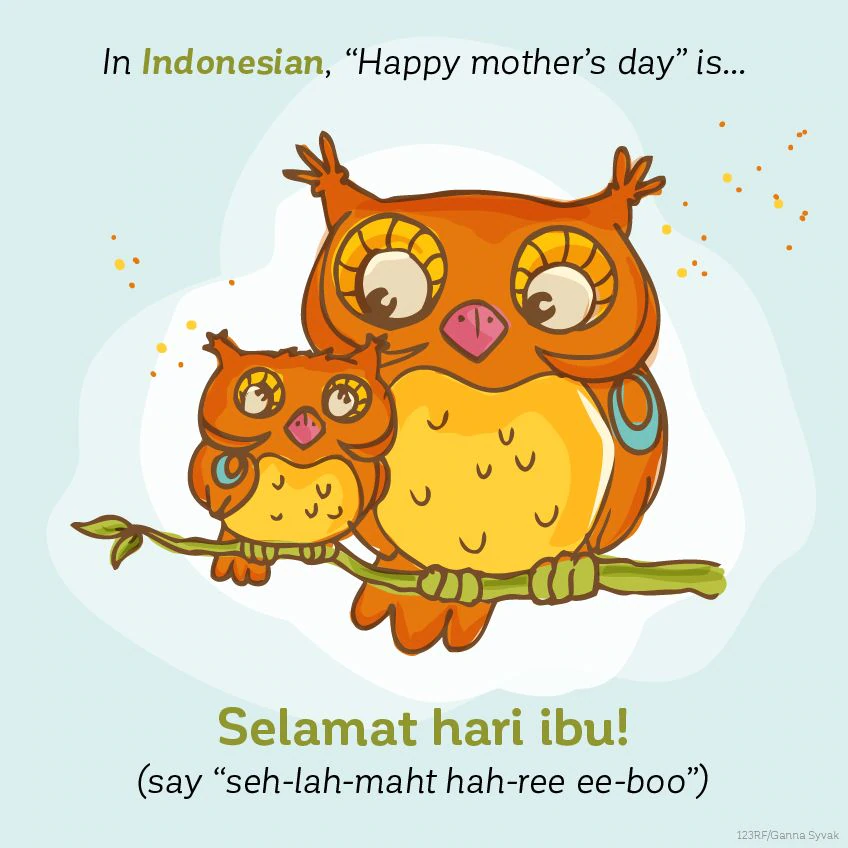 In Indonesian, “Happy mother’s day” is...
Selamat hari ibu!
(say “seh-lah-maht hah-ree ee-boo”)
123RF/Ganna Syvak